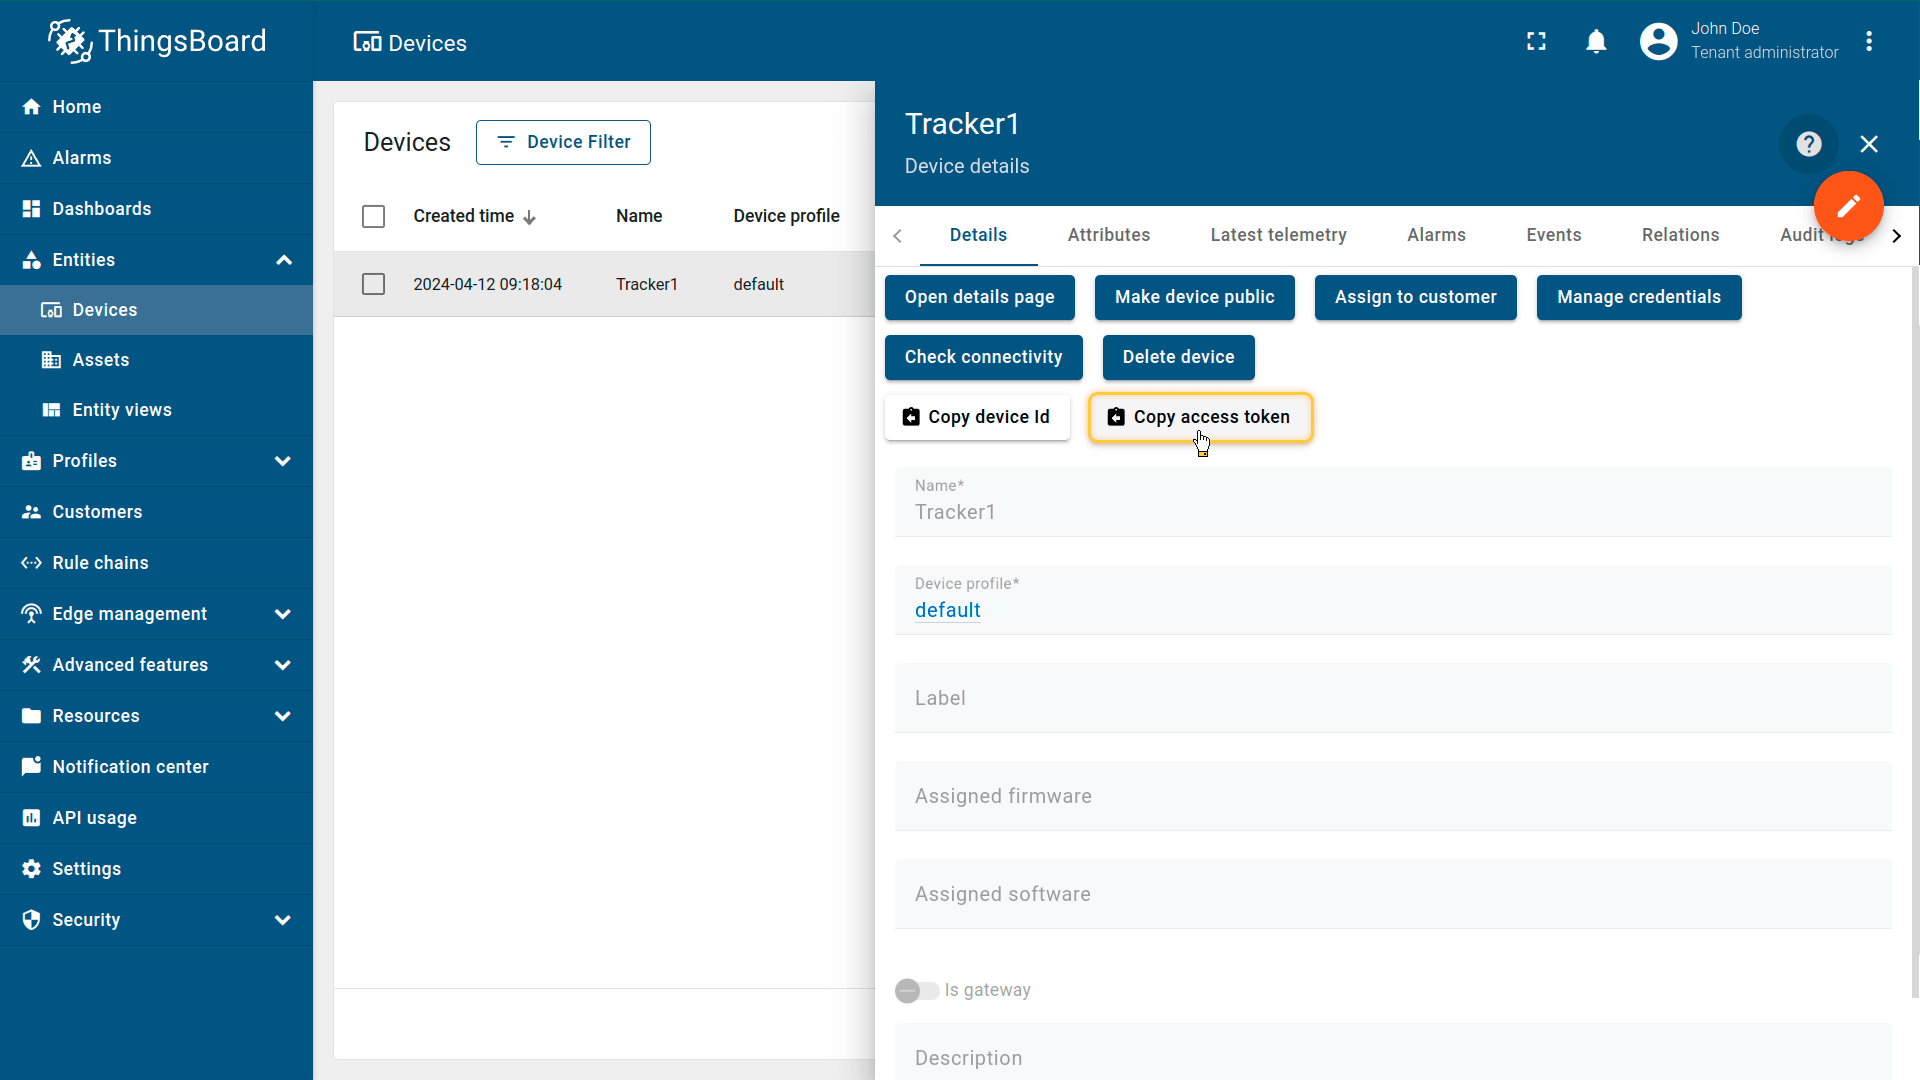 ThingsBoard
Devices
John Doe
Tenant administrator
Home
Alarms
Dashboards
Entities
Devices
Assets
Entity views
Profiles
Customers
Rule chains
Edge management
Advanced features
Resources
Notification center
API usage
Settings
Security
Devices
Device Filter
Created time Name Device profile
2024-04-12 09:18:04 Tracker1 default
Tracker1
Device details
?
Details Attributes Latest telemetry Alarms Events Relations Audit
Open details page Make device public Assign to customer Manage credentials
Check connectivity Delete device
Copy device Id Copy access token
Name*
Tracker1
Device profile*
default
Label
Assigned firmware
Assigned software
Is gateway
Description